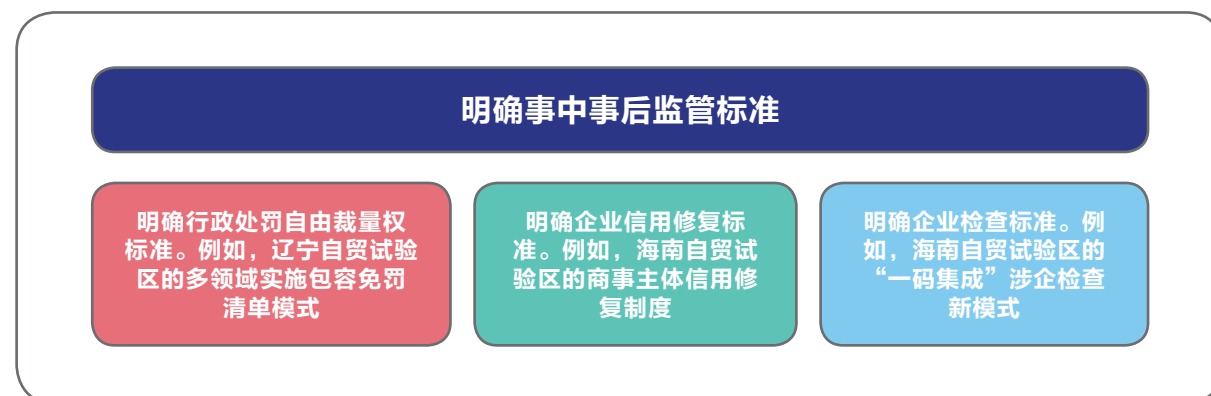 明确事中事后监管标准
明确行政处罚自由裁量权
标准。例如，辽宁自贸试验
区的多领域实施包容免罚
清单模式
明确企业信用修复标
准。例如，海南自贸试
验区的商事主体信用修
复制度
明确企业检查标准。例
如，海南自贸试验区的
“一码集成”涉企检查
新模式